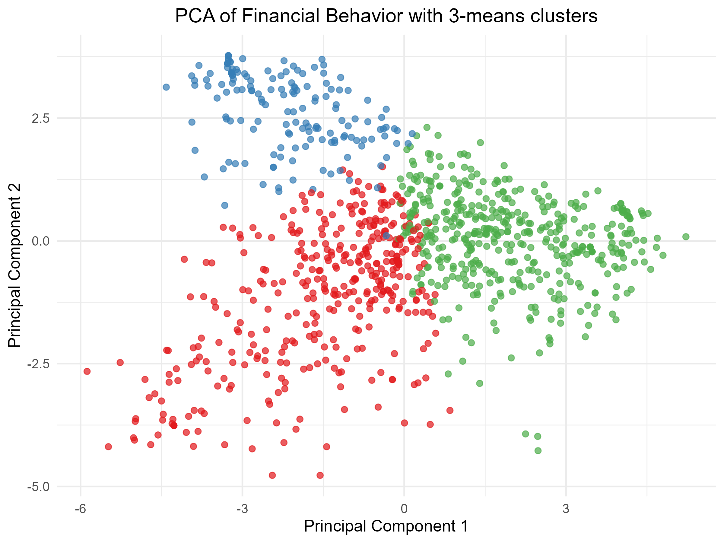 PCA of Financial Behavior with 3-means clusters
Principal Component 2
2.5
0.0
-2.5
-5.0
-6
-3
0
3
Principal Component 1